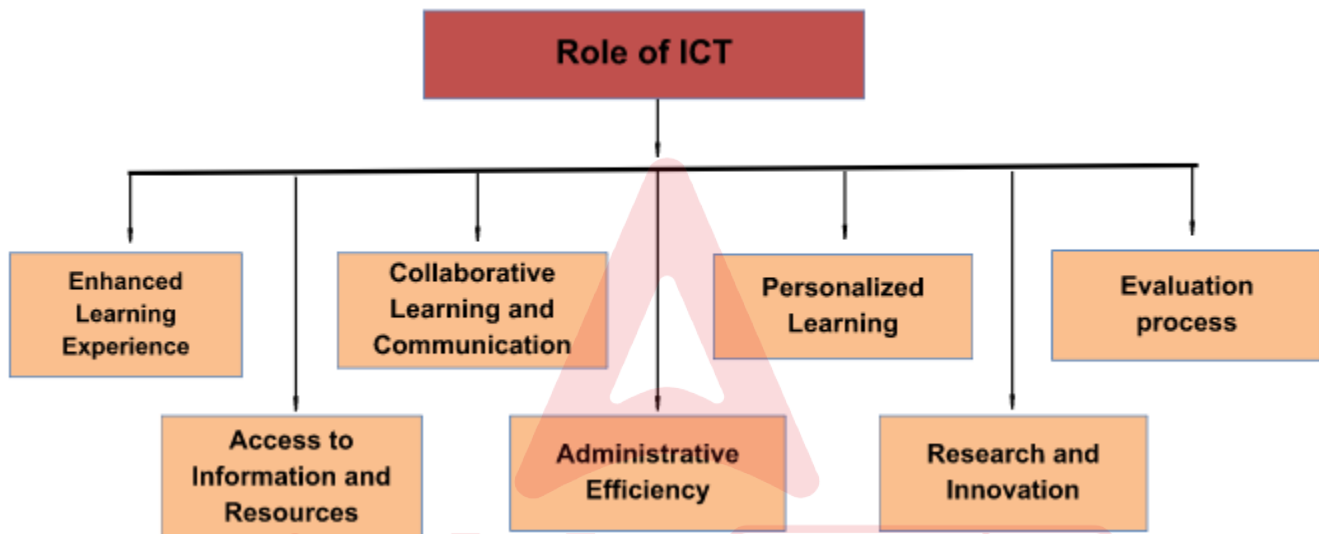 Role of ICT
Enhanced
Learning
Experience
Collaborative
Learning and
Communication
Personalized
Learning
Evaluation
process
Access to
Information and
Resources
Administrative
Efficiency
Research and
Innovation